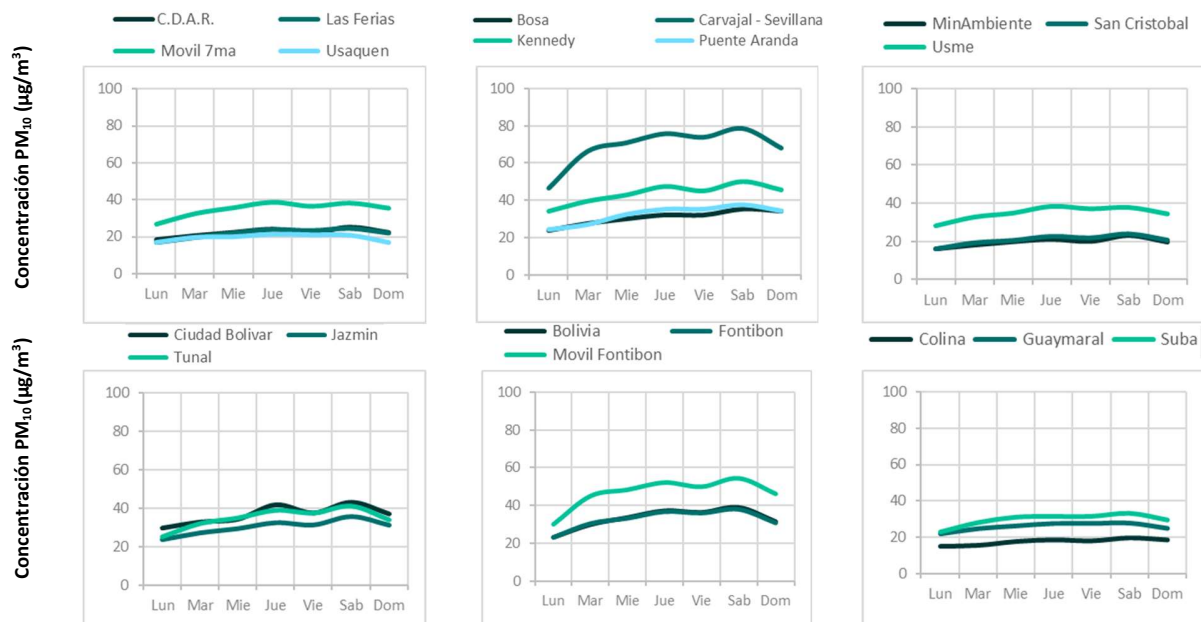 C.D.A.R. Las Ferias
Movil 7ma Usaquen
Bosa Carvajal - Sevillana
Kennedy Puente Aranda
MinAmbiente San Cristobal
Usme
Concentración PM₁₀ (µg/m³)
100
80
60
40
20
0
Lun Mar Mie Jue Vie Sab Dom
100
80
60
40
20
0
Lun Mar Mie Jue Vie Sab Dom
100
80
60
40
20
0
Lun Mar Mie Jue Vie Sab Dom
Ciudad Bolivar Jazmin
Tunal
Bolivia Fontibon
Movil Fontibon
Colina Guaymaral Suba
Concentración PM₁₀ (µg/m³)
100
80
60
40
20
0
Lun Mar Mie Jue Vie Sab Dom
100
80
60
40
20
0
Lun Mar Mie Jue Vie Sab Dom
100
80
60
40
20
0
Lun Mar Mie Jue Vie Sab Dom